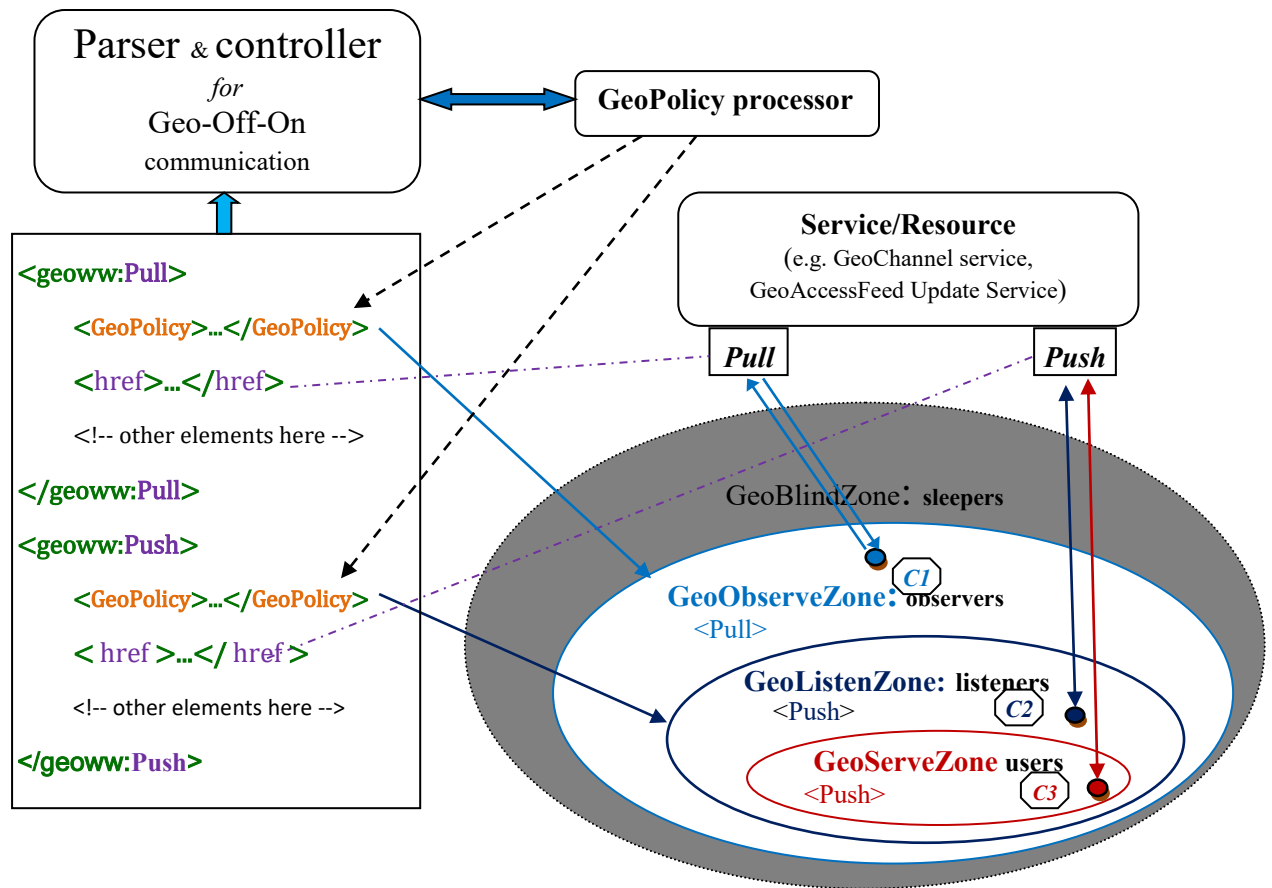 Parser & controller
for
Geo-Off-On
communication
GeoPolicy processor
Service/Resource
(e.g. GeoChannel service,
GeoAccessFeed Update Service)
Pull
Push
<geoww:Pull>
<GeoPolicy>...</GeoPolicy>
<href>...</href>
<!-- other elements here -->
</geoww:Pull>
<geoww:Push>
<GeoPolicy>...</GeoPolicy>
< href >...</ href >
<!-- other elements here -->
</geoww:Push>
GeoBlindZone: sleepers
C1
GeoObserveZone: observers
<Pull>
GeoListenZone: listeners
<Push>
C2
GeoServeZone users
<Push>
C3